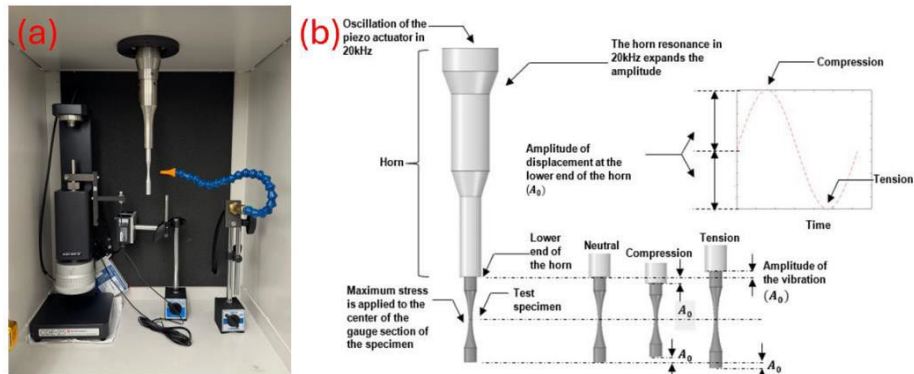 (a)
(b)
Oscillation of the
piezo actuator in
20kHz
The horn resonance in
20kHz expands the
amplitude
Compression
Horn
Amplitude of
displacement at the
lower end of the horn
(A₀)
Tension
Time
Lower
end of
the horn
Neutral
Compression
Tension
Amplitude of
the vibration
(A₀)
Maximum stress
is applied to the
center of the
gauge section of
the specimen
Test
specimen
A₀
A₀
A₀